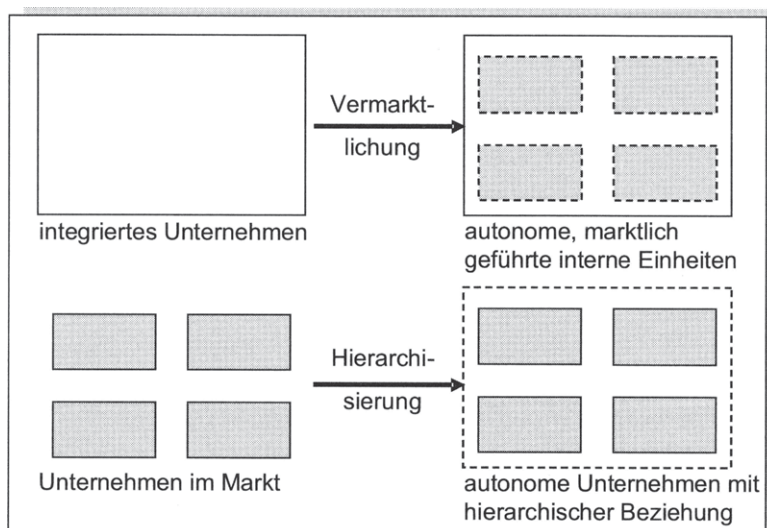 Vermarkt-
lichung
integriertes Unternehmen
autonome, marktlich
geführte interne Einheiten
Hierarchi-
sierung
Unternehmen im Markt
autonome Unternehmen mit
hierarchischer Beziehung